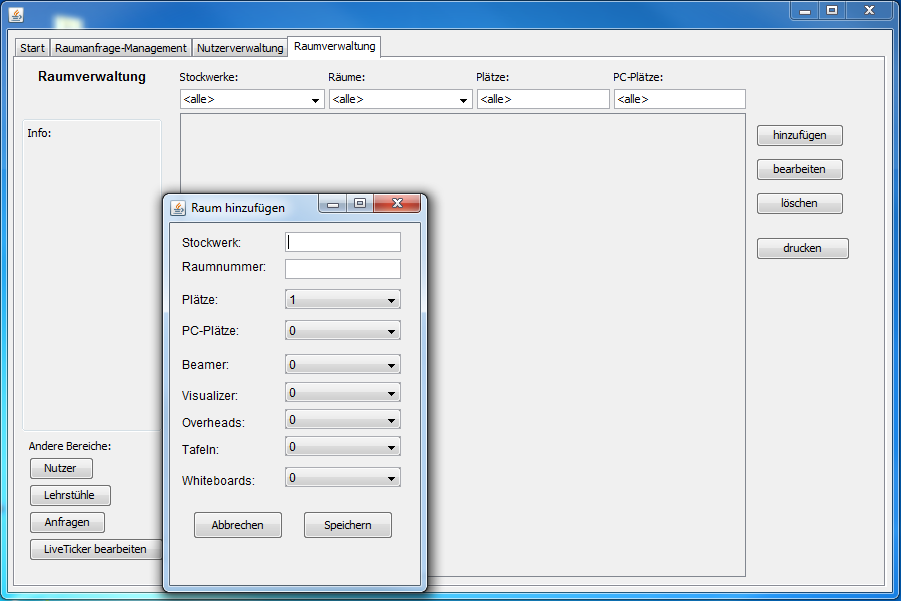 Start Raumanfrage-Management Nutzerverwaltung Raumverwaltung
Raumverwaltung
Stockwerke: Räume: Plätze: PC-Plätze:
<alle> <alle> <alle> <alle>
Info:
hinzufügen
bearbeiten
löschen
drucken
Andere Bereiche:
Nutzer
Lehrstühle
Anfragen
LiveTicker bearbeiten
Raum hinzufügen
Stockwerk:
Raumnummer:
Plätze: 1
PC-Plätze: 0
Beamer: 0
Visualizer: 0
Overheads: 0
Tafeln: 0
Whiteboards: 0
Abbrechen Speichern